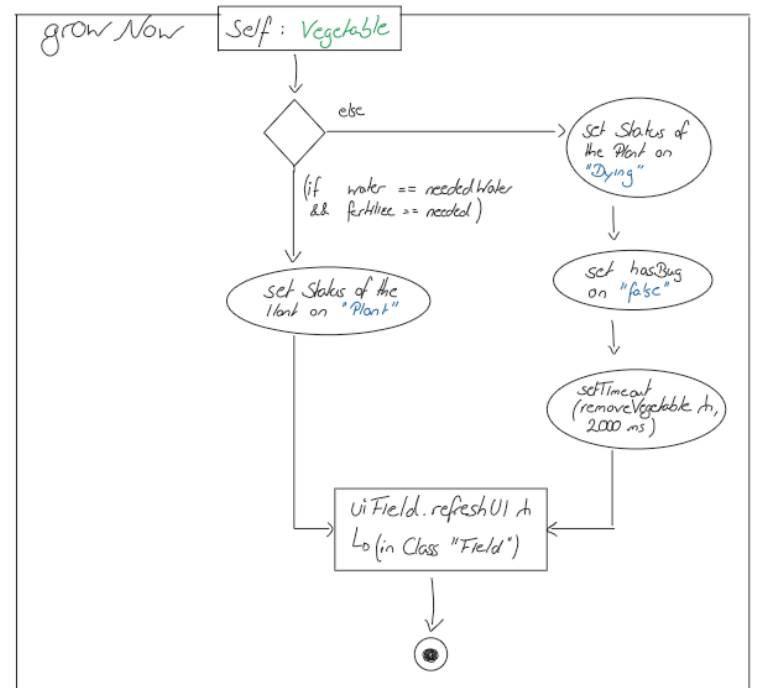 grow Now
Self : Vegetable
else
set Status of
the Plant on
"Dying"
(if water == neededWater
&& fertilizer >= needed)
set hasBug
on "false"
set Status of the
Plant on "Plant"
setTimeout
(removeVegetable,
2000 ms)
uiField.refreshUI
(in Class "Field")